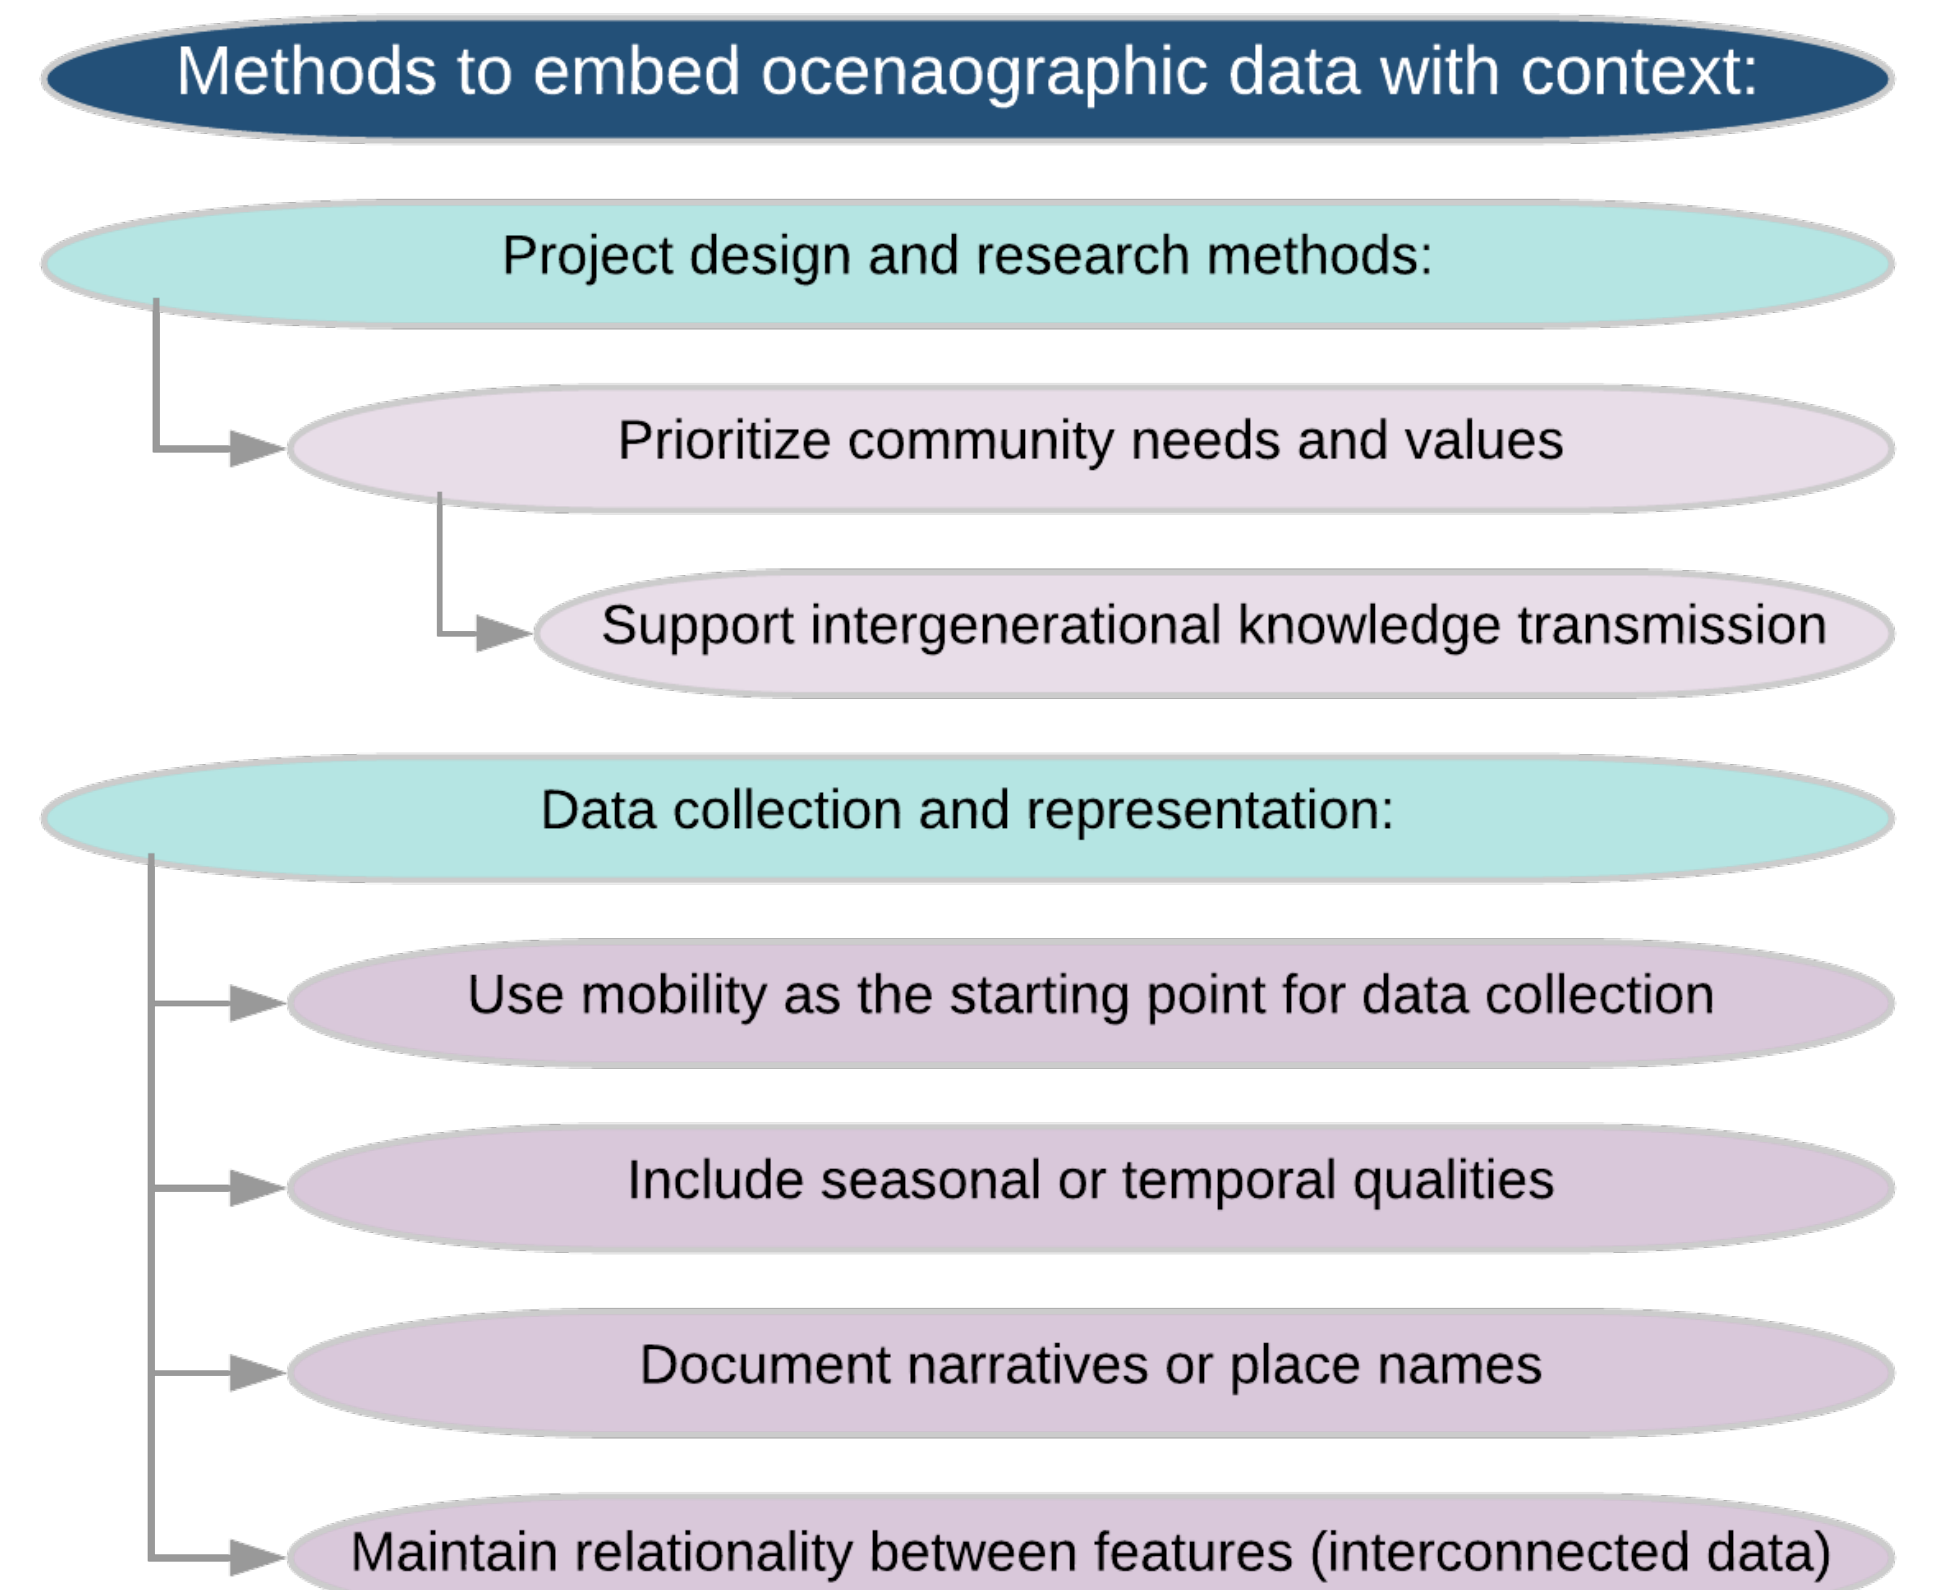 Methods to embed ocenaographic data with context:
Project design and research methods:
Prioritize community needs and values
Support intergenerational knowledge transmission
Data collection and representation:
Use mobility as the starting point for data collection
Include seasonal or temporal qualities
Document narratives or place names
Maintain relationality between features (interconnected data)